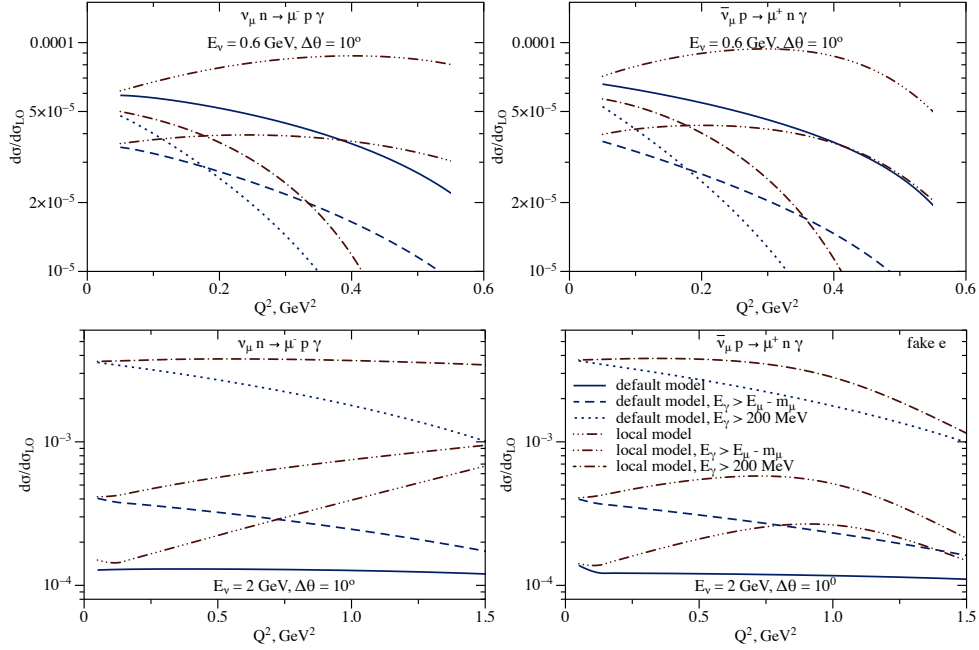 ν_μ n → μ⁻ p γ
E_ν = 0.6 GeV, Δθ = 10°
0.0001
5×10⁻⁵
2×10⁻⁵
10⁻⁵
dσ/dσ_LO
0 0.2 0.4 0.6
Q², GeV²
ν̅_μ p → μ⁺ n γ
E_ν = 0.6 GeV, Δθ = 10°
0.0001
5×10⁻⁵
2×10⁻⁵
10⁻⁵
dσ/dσ_LO
0 0.2 0.4 0.6
Q², GeV²
ν_μ n → μ⁻ p γ
10⁻³
10⁻⁴
dσ/dσ_LO
E_ν = 2 GeV, Δθ = 10°
0 0.5 1.0 1.5
Q², GeV²
ν̅_μ p → μ⁺ n γ
fake e
default model
default model, E_γ > E_μ - m_μ
default model, E_γ > 200 MeV
local model
local model, E_γ > E_μ - m_μ
local model, E_γ > 200 MeV
10⁻³
10⁻⁴
dσ/dσ_LO
E_ν = 2 GeV, Δθ = 10⁰
0 0.5 1.0 1.5
Q², GeV²